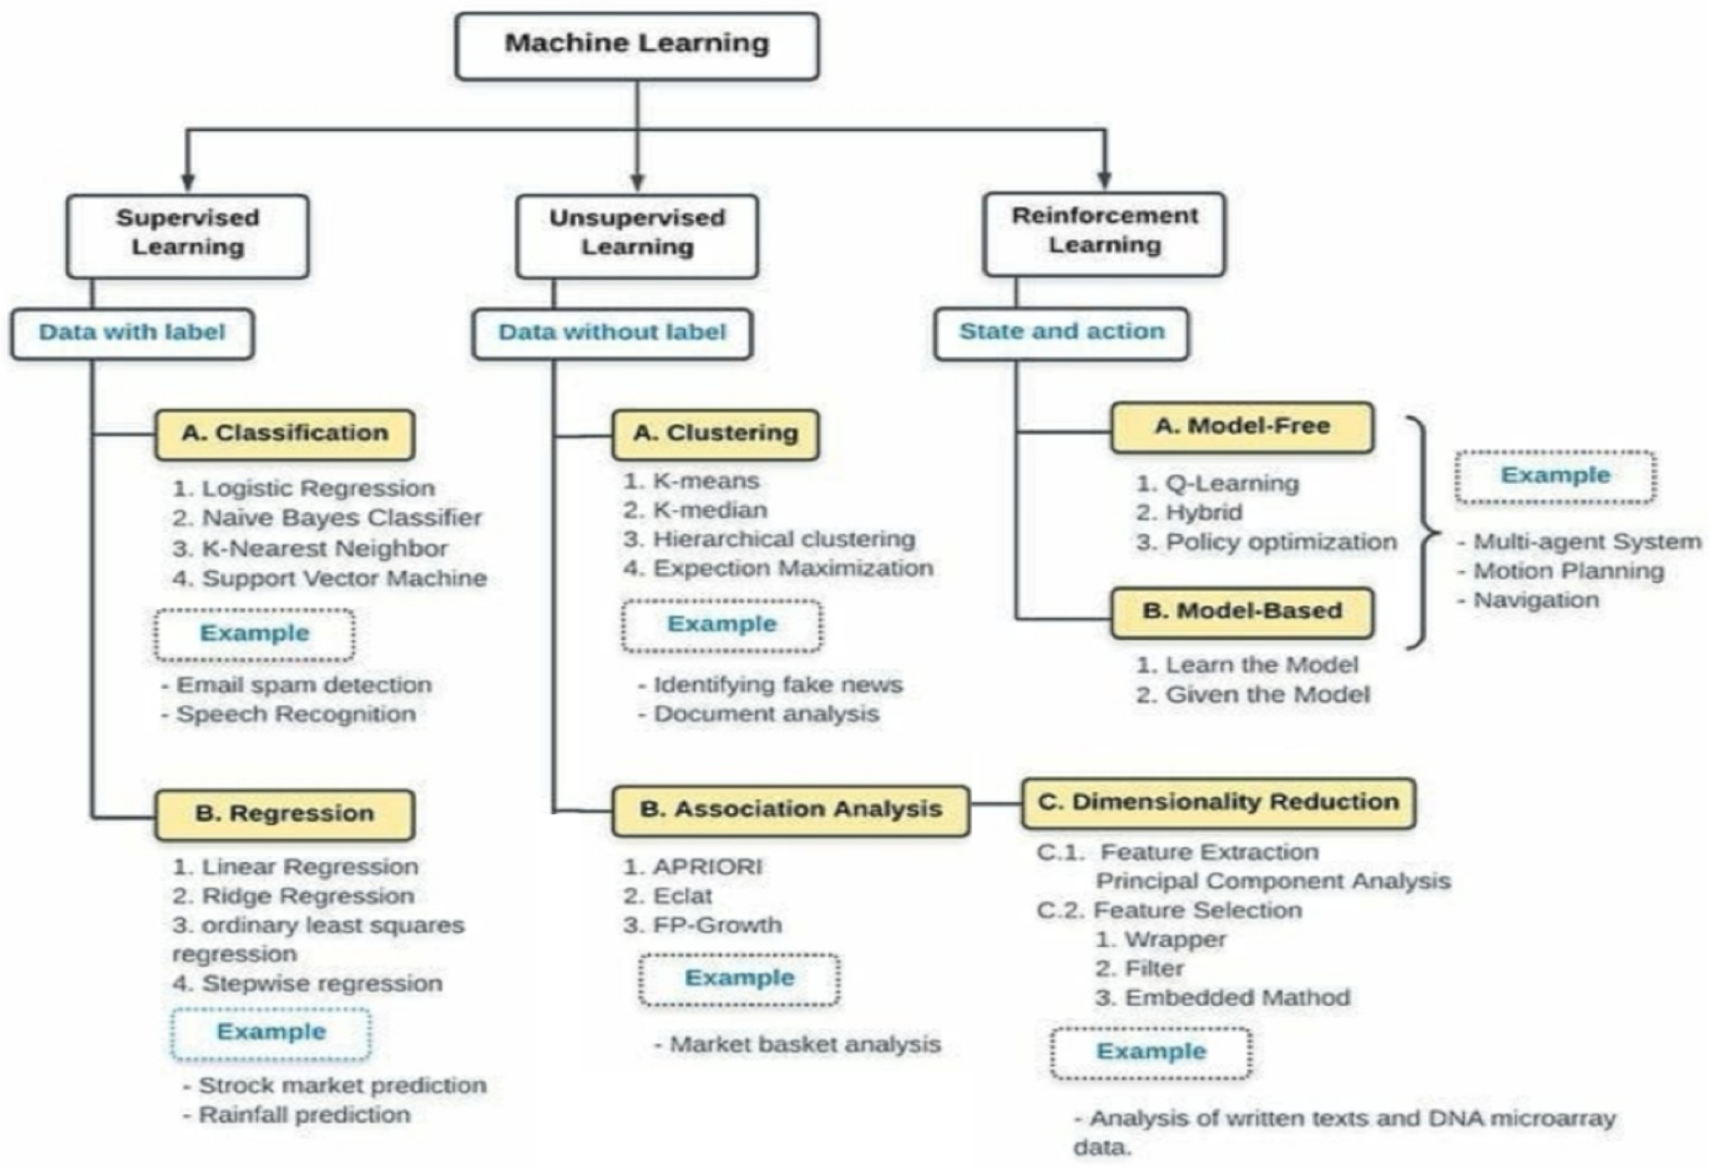 Machine Learning
Supervised
Learning
Data with label
A. Classification
1. Logistic Regression
2. Naive Bayes Classifier
3. K-Nearest Neighbor
4. Support Vector Machine
Example
- Email spam detection
- Speech Recognition
B. Regression
1. Linear Regression
2. Ridge Regression
3. ordinary least squares
regression
4. Stepwise regression
Example
- Strock market prediction
- Rainfall prediction
Unsupervised
Learning
Data without label
A. Clustering
1. K-means
2. K-median
3. Hierarchical clustering
4. Expection Maximization
Example
- Identifying fake news
- Document analysis
B. Association Analysis
1. APRIORI
2. Eclat
3. FP-Growth
Example
- Market basket analysis
C. Dimensionality Reduction
C.1. Feature Extraction
Principal Component Analysis
C.2. Feature Selection
1. Wrapper
2. Filter
3. Embedded Mathod
Example
- Analysis of written texts and DNA microarray
data.
Reinforcement
Learning
State and action
A. Model-Free
1. Q-Learning
2. Hybrid
3. Policy optimization
B. Model-Based
1. Learn the Model
2. Given the Model
Example
- Multi-agent System
- Motion Planning
- Navigation